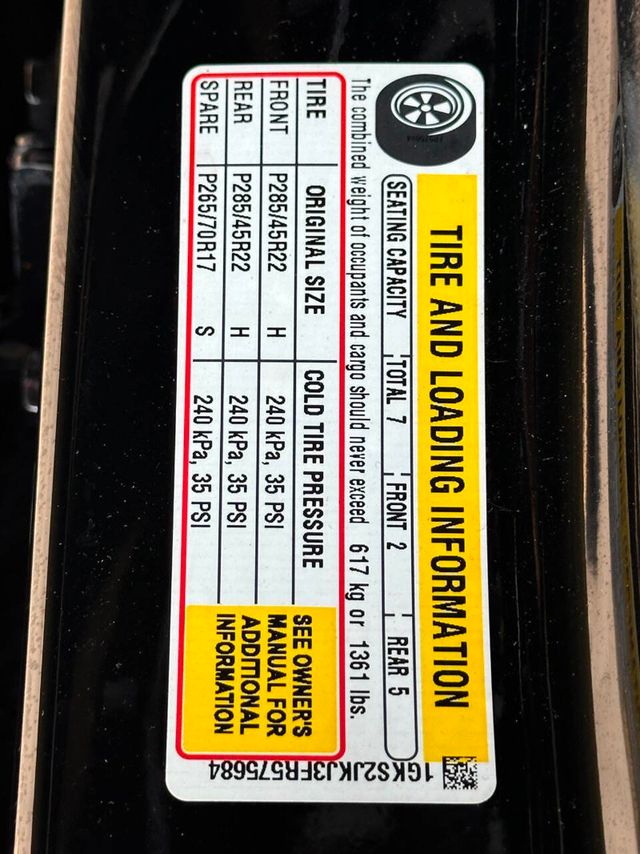 TIRE AND LOADING INFORMATION
SEATING CAPACITY TOTAL 7 FRONT 2 REAR 5
The combined weight of occupants and cargo should never exceed 617 kg or 1361 lbs.
TIRE ORIGINAL SIZE COLD TIRE PRESSURE
FRONT P285/45R22 H 240 kPa, 35 PSI
REAR P285/45R22 H 240 kPa, 35 PSI
SPARE P265/70R17 S 240 kPa, 35 PSI
SEE OWNER'S
MANUAL FOR
ADDITIONAL
INFORMATION
1GKS2JKJ3FR575684